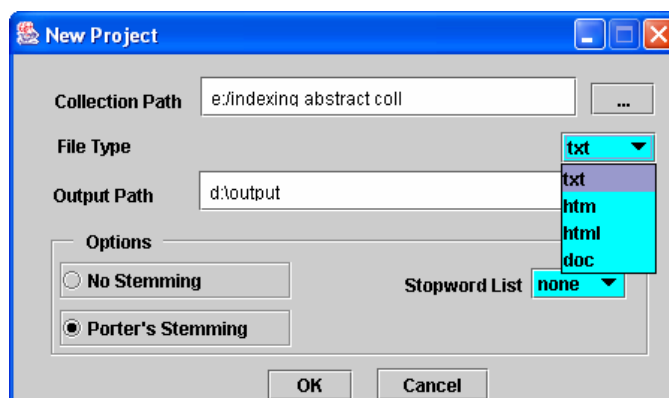 New Project
Collection Path e:/indexing abstract coll ...
File Type txt
txt
Output Path d:\output
htm
html
Options
doc
No Stemming
Stopword List none
Porter's Stemming
OK Cancel